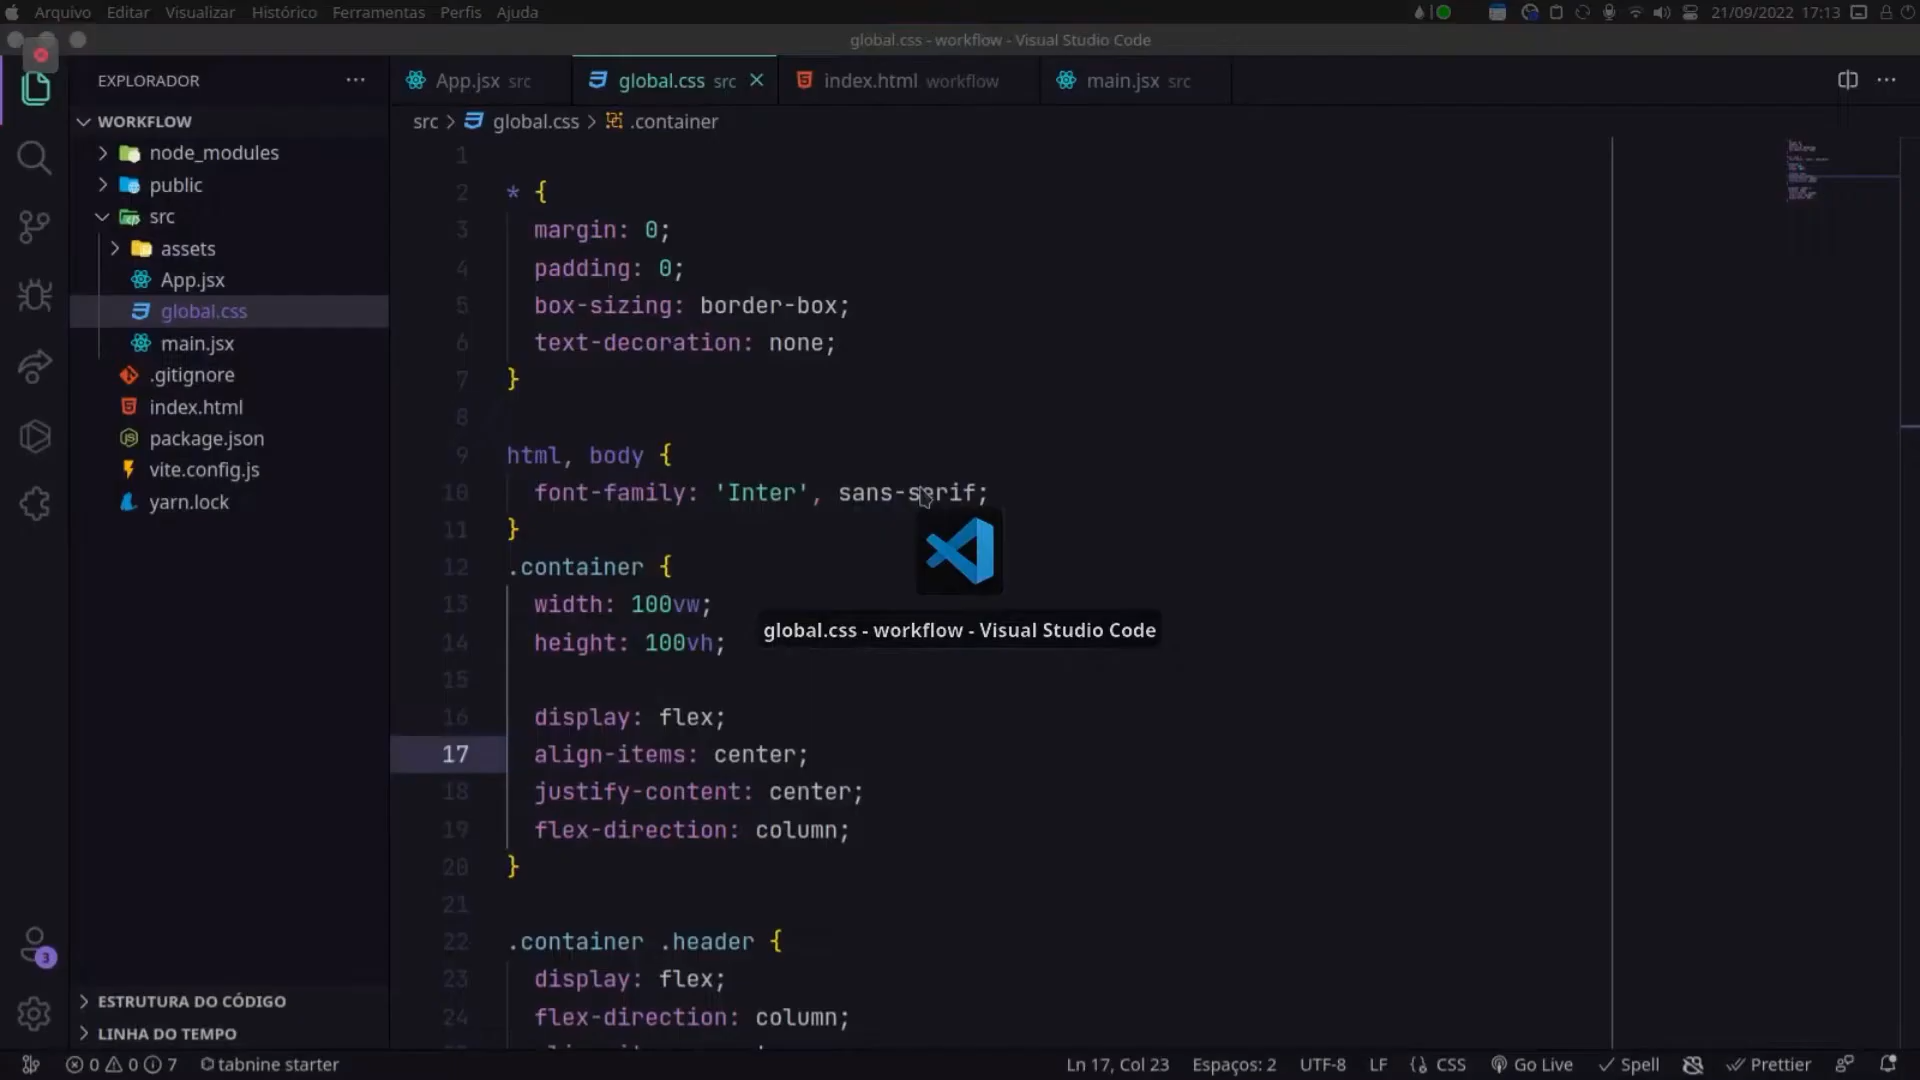 Arquivo Editar Visualizar Histórico Ferramentas Perfis Ajuda 21/09/2022 17:13
global.css - workflow - Visual Studio Code
EXPLORADOR
App.jsx src global.css src index.html workflow main.jsx src
WORKFLOW
src > global.css > .container
node_modules
public
src
assets
App.jsx
global.css
main.jsx
.gitignore
index.html
package.json
vite.config.js
yarn.lock
ESTRUTURA DO CÓDIGO
LINHA DO TEMPO
3
1
2 * {
3 margin: 0;
4 padding: 0;
5 box-sizing: border-box;
6 text-decoration: none;
7 }
8
9 html, body {
10 font-family: 'Inter', sans-serif;
11 }
12 .container {
13 width: 100vw;
14 height: 100vh;
15
16 display: flex;
17 align-items: center;
18 justify-content: center;
19 flex-direction: column;
20 }
21
22 .container .header {
23 display: flex;
24 flex-direction: column;
global.css - workflow - Visual Studio Code
0 0 7 tabnine starter Ln 17, Col 23 Espaços: 2 UTF-8 LF CSS Go Live Spell Prettier